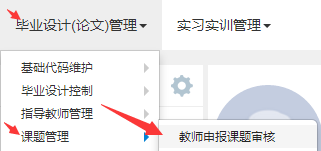 毕业设计(论文)管理 实习实训管理
基础代码维护
毕业设计控制
指导教师管理
课题管理 教师申报课题审核